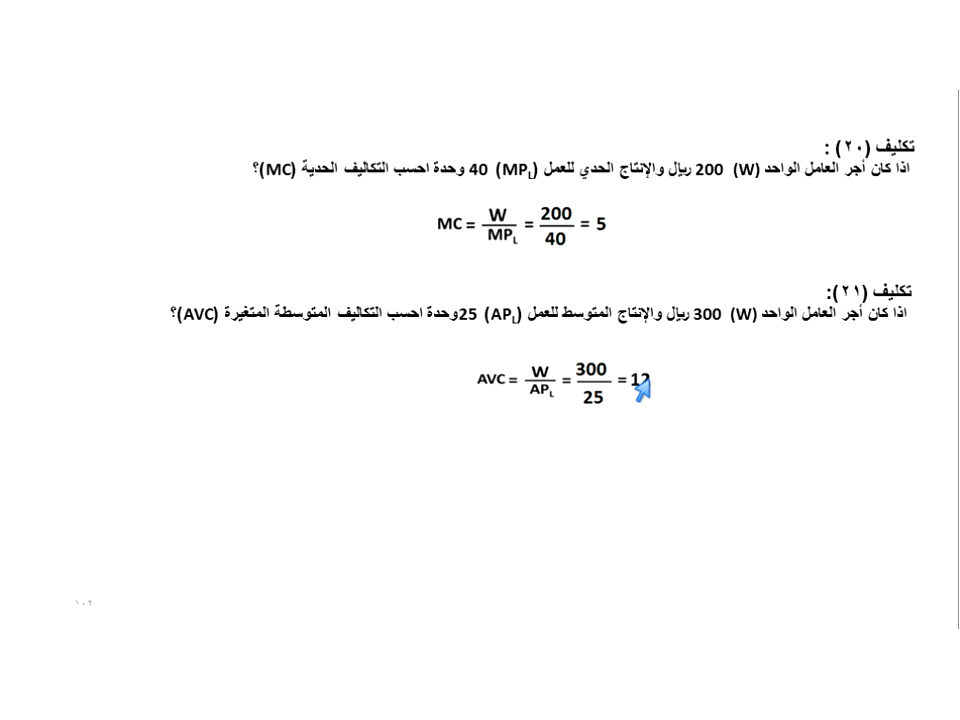 تكليف (٢٠) :
اذا كان أجر العامل الواحد (W) 200 ريال والإنتاج الحدي للعمل (MPL) 40 وحدة احسب التكاليف الحدية (MC)؟
MC = W / MPL = 200 / 40 = 5
تكليف (٢١):
اذا كان أجر العامل الواحد (W) 300 ريال والإنتاج المتوسط للعمل (APL) 25وحدة احسب التكاليف المتوسطة المتغيرة (AVC)؟
AVC = W / APL = 300 / 25 = 12
١٠٢